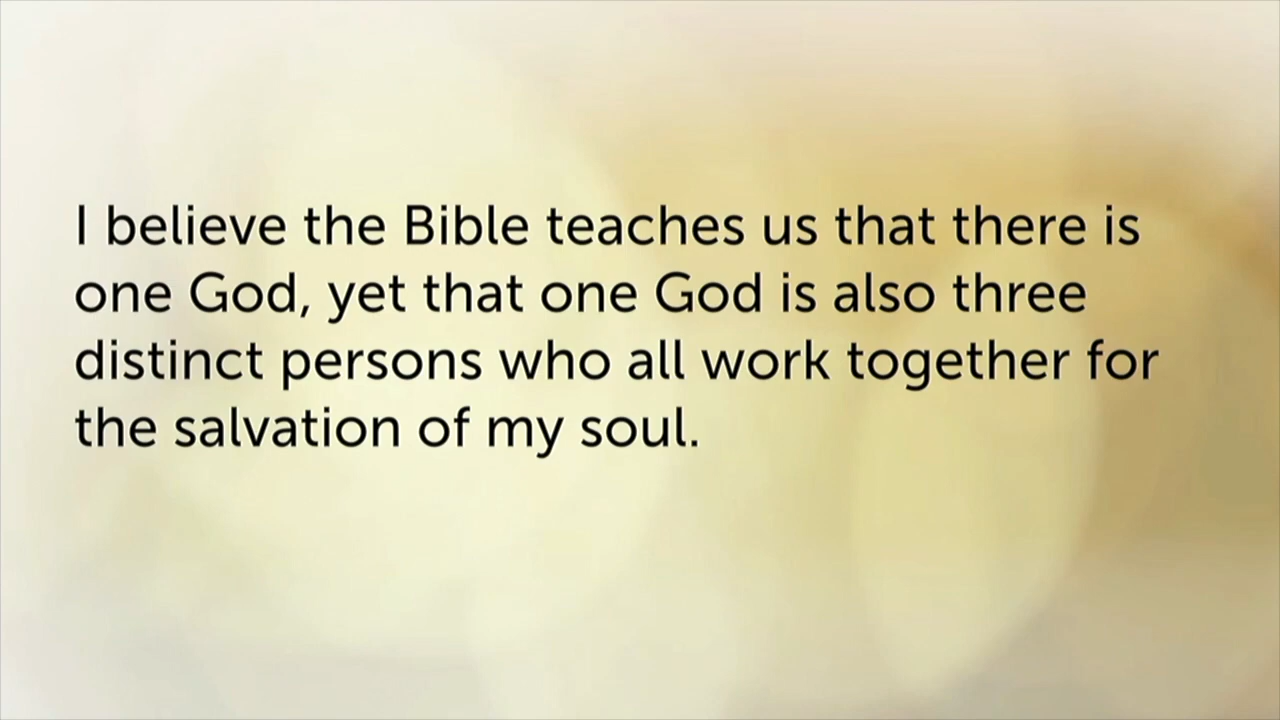 I believe the Bible teaches us that there is
one God, yet that one God is also three
distinct persons who all work together for
the salvation of my soul.